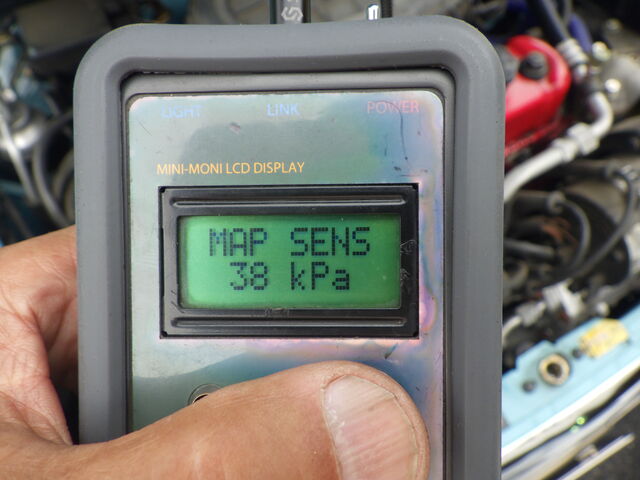 LIGHT LINK POWER
MINI-MONI LCD DISPLAY
MAP SENS
38 kPa